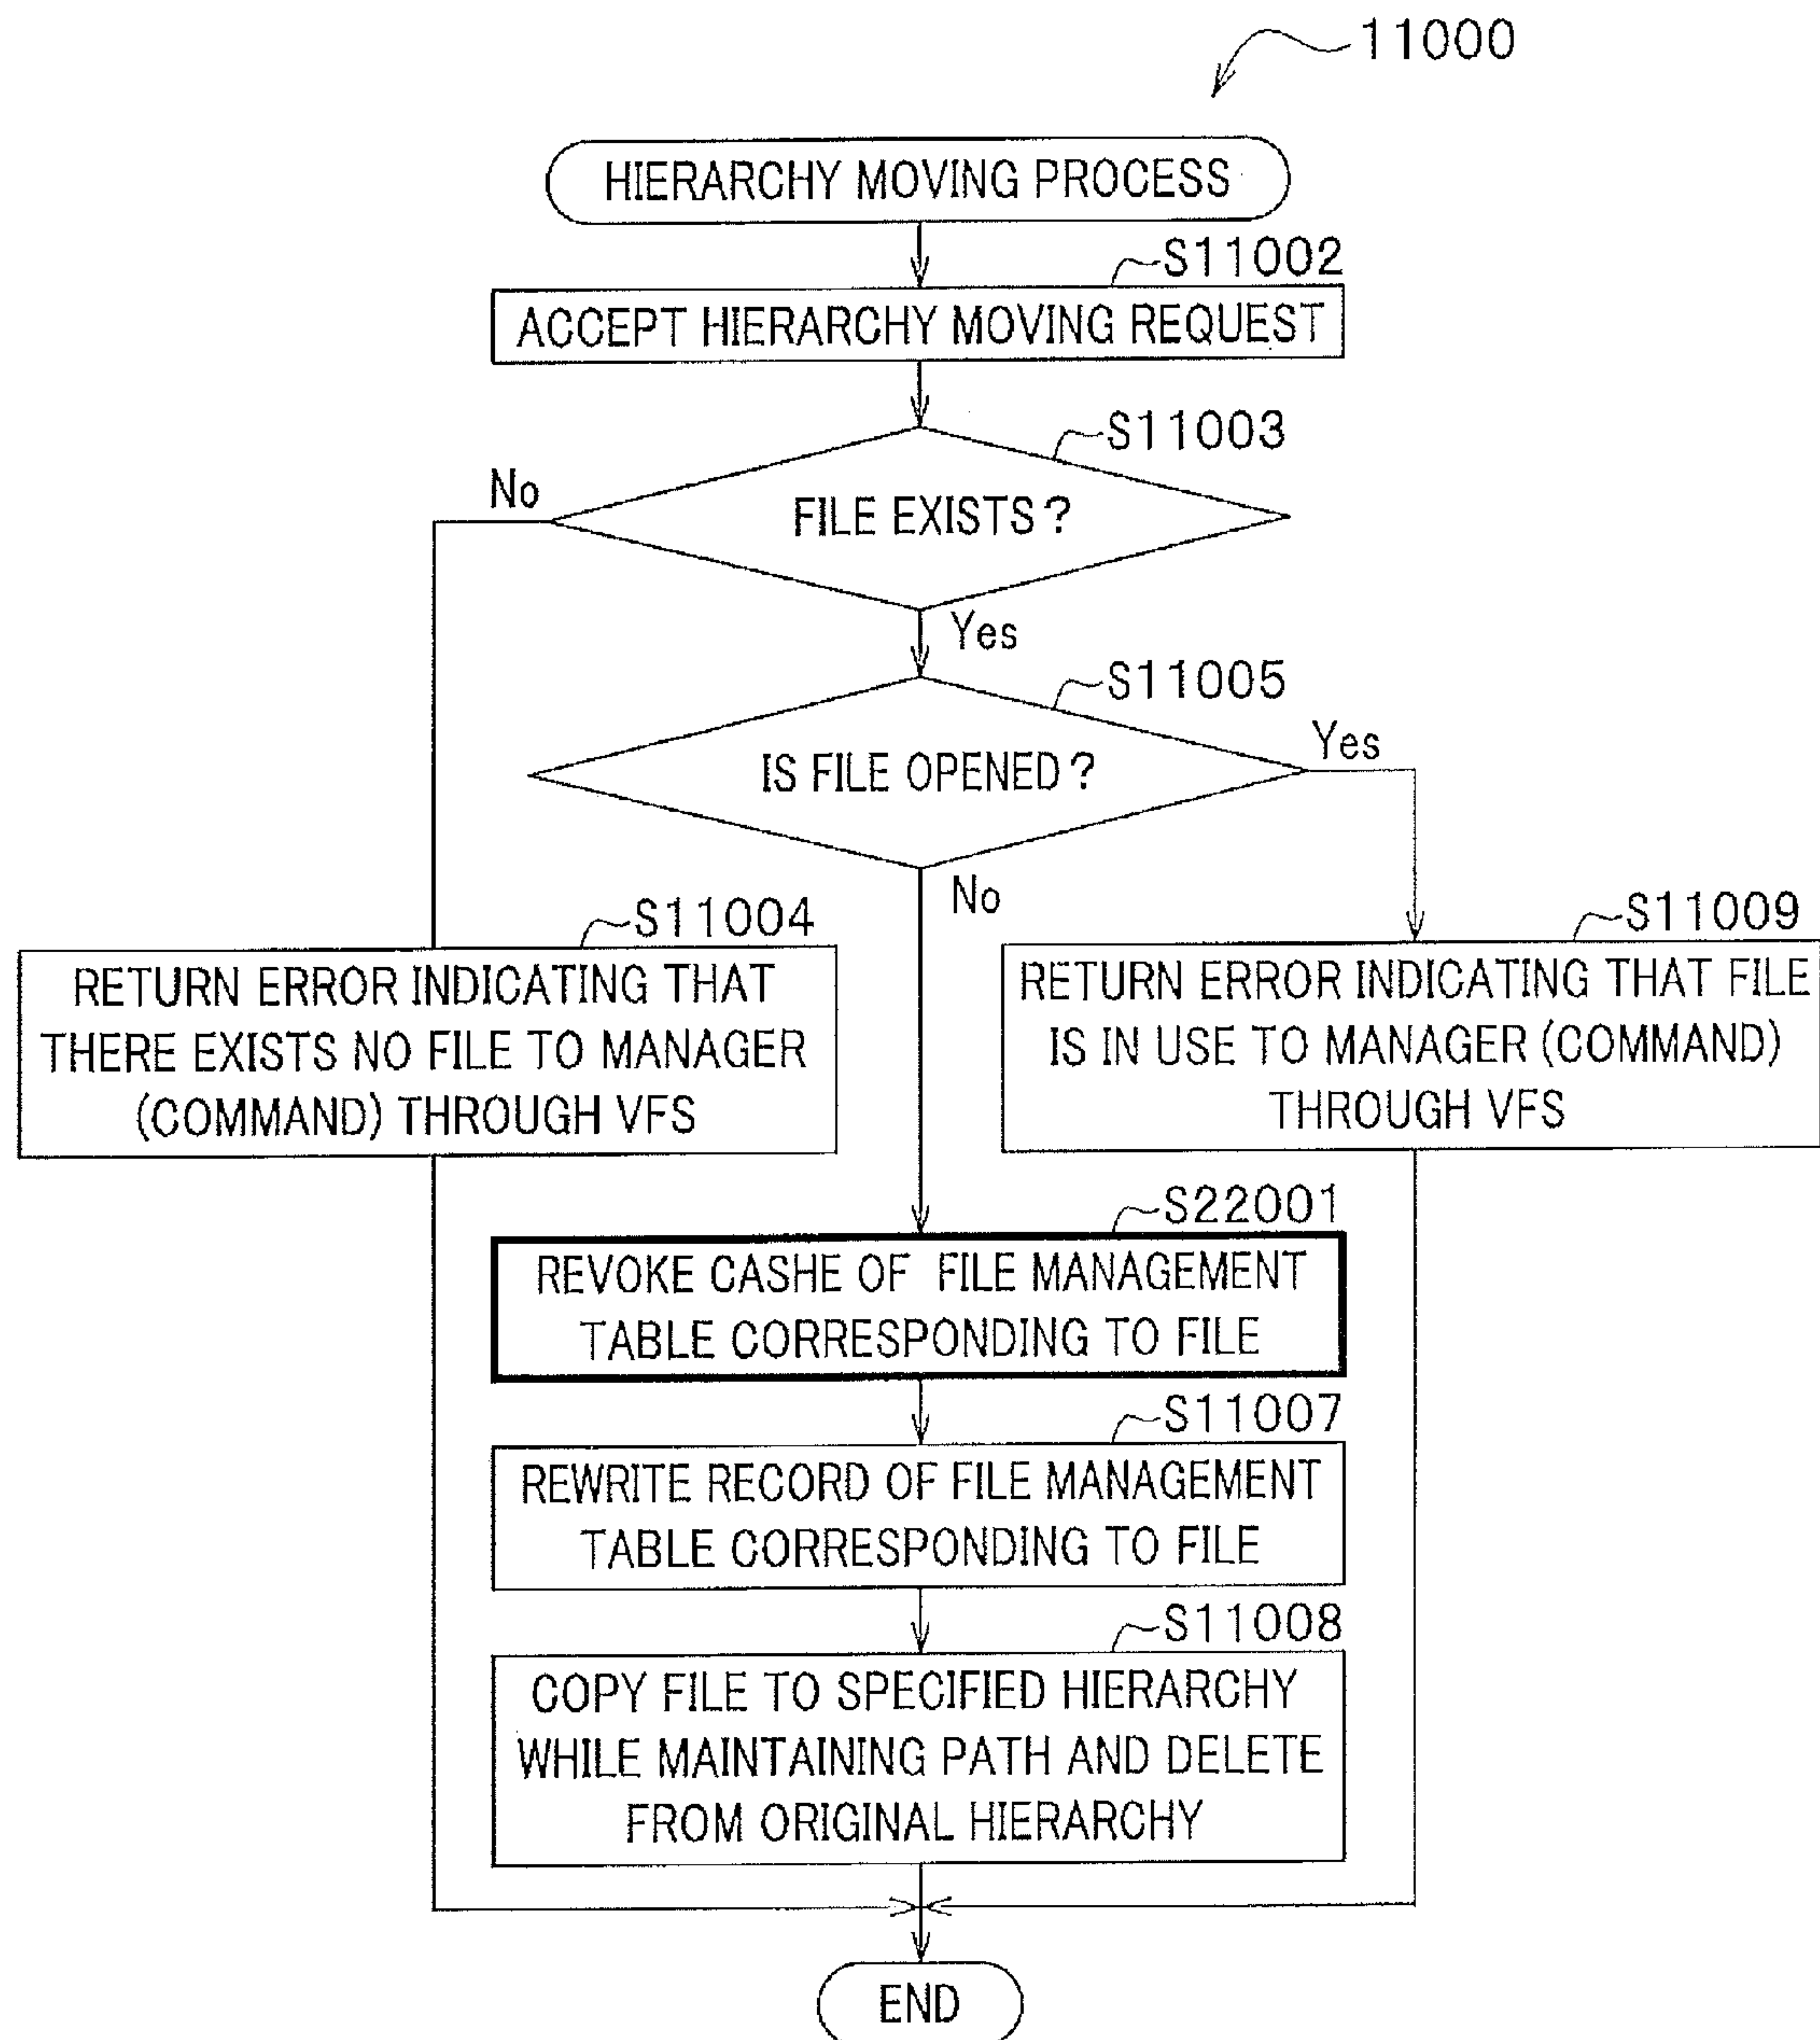 11000
HIERARCHY MOVING PROCESS
S11002
ACCEPT HIERARCHY MOVING REQUEST
S11003
No
FILE EXISTS?
Yes
S11005
Yes
IS FILE OPENED?
No
S11004
RETURN ERROR INDICATING THAT
THERE EXISTS NO FILE TO MANAGER
(COMMAND) THROUGH VFS
S11009
RETURN ERROR INDICATING THAT FILE
IS IN USE TO MANAGER (COMMAND)
THROUGH VFS
S22001
REVOKE CASHE OF FILE MANAGEMENT
TABLE CORRESPONDING TO FILE
S11007
REWRITE RECORD OF FILE MANAGEMENT
TABLE CORRESPONDING TO FILE
S11008
COPY FILE TO SPECIFIED HIERARCHY
WHILE MAINTAINING PATH AND DELETE
FROM ORIGINAL HIERARCHY
END